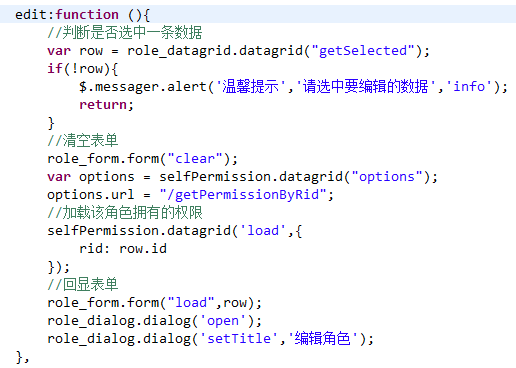 edit:function (){
    //判断是否选中一条数据
    var row = role_datagrid.datagrid("getSelected");
    if(!row){
        $.messager.alert('温馨提示','请选中要编辑的数据','info');
        return;
    }
    //清空表单
    role_form.form("clear");
    var options = selfPermission.datagrid("options");
    options.url = "/getPermissionByRid";
    //加载该角色拥有的权限
    selfPermission.datagrid('load',{
        rid: row.id
    });
    //回显表单
    role_form.form("load",row);
    role_dialog.dialog('open');
    role_dialog.dialog('setTitle','编辑角色');
},